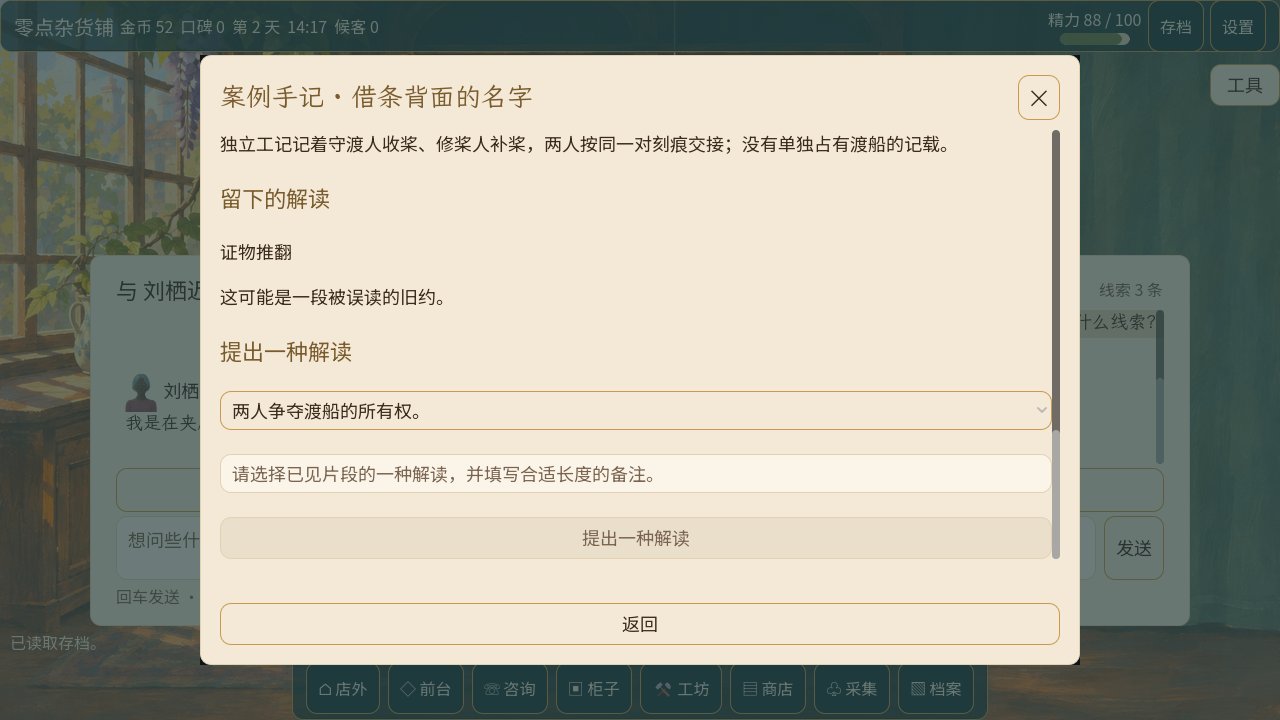 零点杂货铺 金币 52 口碑 0 第 2 天 14:17 候客 0
精力 88 / 100
存档
设置
工具
案例手记·借条背面的名字
独立工记记着守渡人收桨、修桨人补桨，两人按同一对刻痕交接；没有单独占有渡船的记载。
留下的解读
证物推翻
这可能是一段被误读的旧约。
提出一种解读
两人争夺渡船的所有权。
请选择已见片段的一种解读，并填写合适长度的备注。
提出一种解读
返回
与 刘栖迟
线索 3 条
什么线索？
刘栖
我是在夹
想问些什
发送
回车发送 ·
已读取存档。
店外
前台
咨询
柜子
工坊
商店
采集
档案